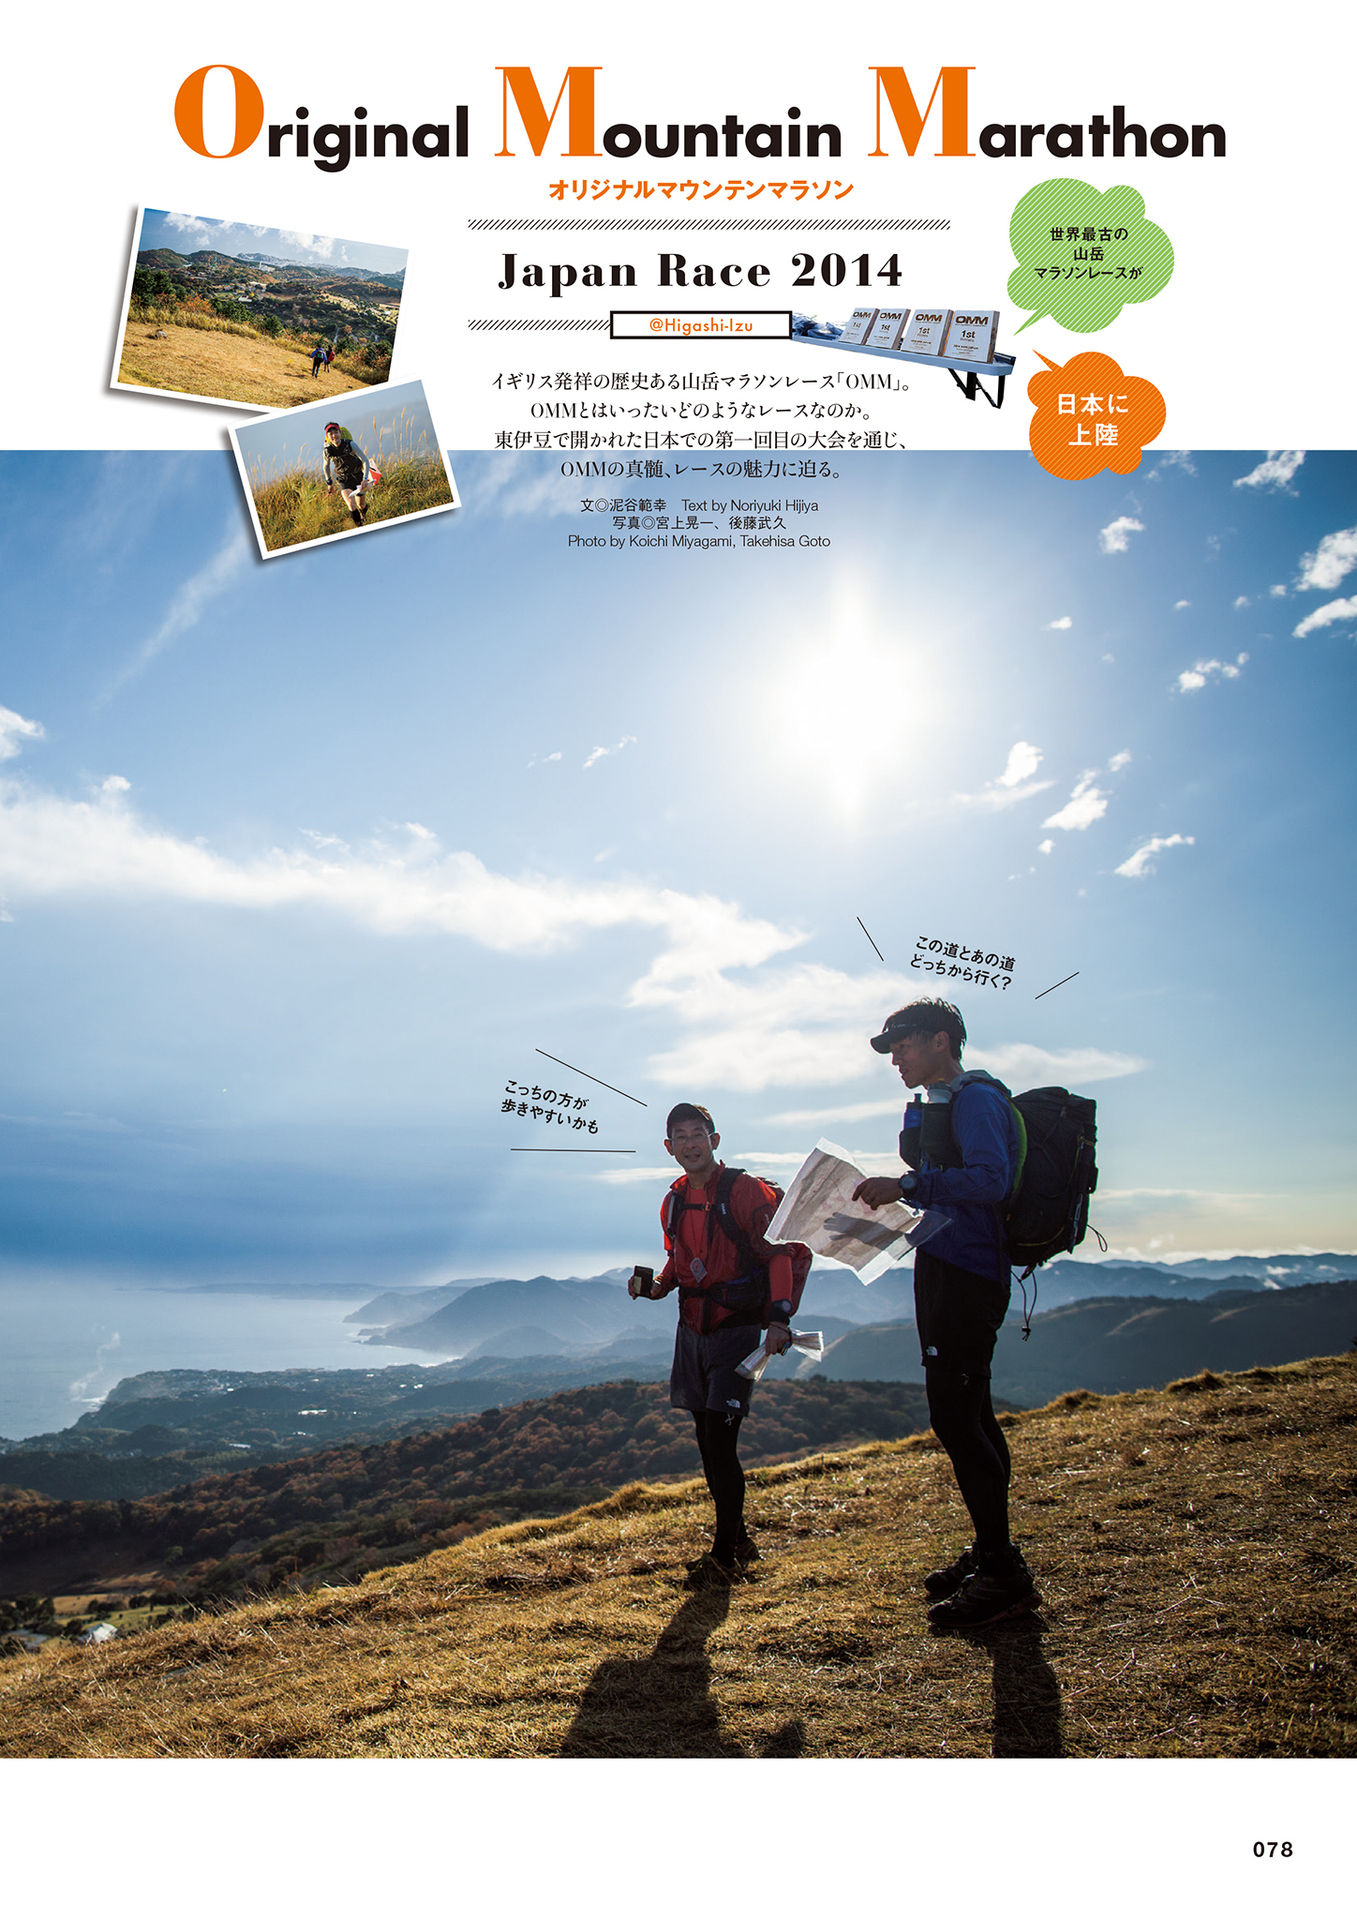 Original Mountain Marathon
オリジナルマウンテンマラソン
世界最古の
山岳
マラソンレースが
Japan Race 2014
@Higashi-Izu
OMM OMM OMM OMM
1st 1st 1st 1st
日本に
上陸
イギリス発祥の歴史ある山岳マラソンレース「OMM」。
OMMとはいったいどのようなレースなのか。
東伊豆で開かれた日本での第一回目の大会を通じ、
OMMの真髄、レースの魅力に迫る。
文◎泥谷範幸 Text by Noriyuki Hijiya
写真◎宮上晃一、後藤武久
Photo by Koichi Miyagami, Takehisa Goto
この道とあの道
どっちから行く？
こっちの方が
歩きやすいかも
078